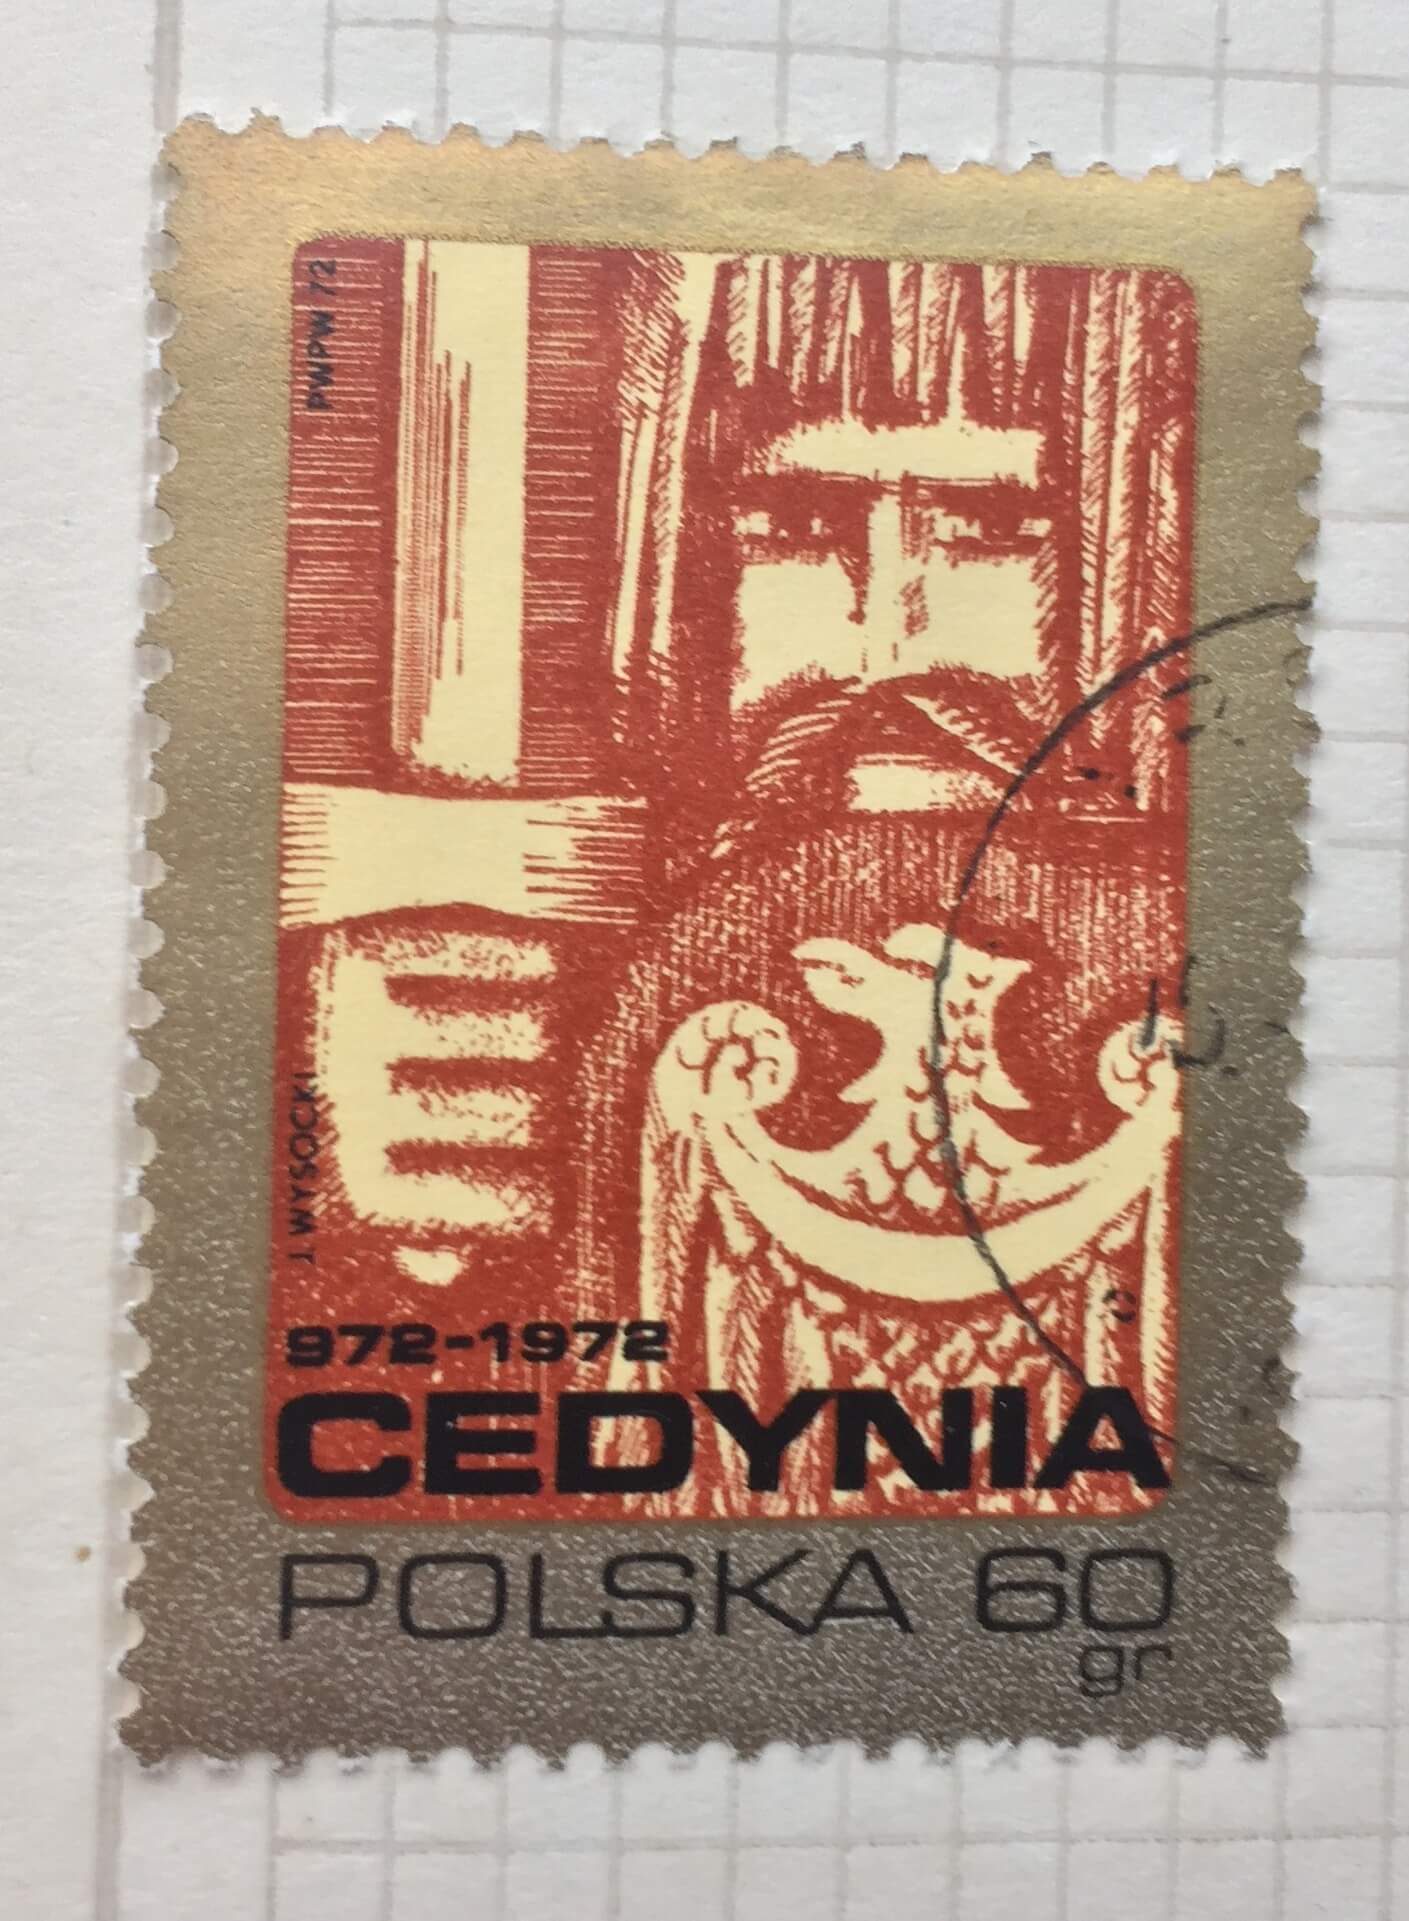 PWPW 72
J. WYSOCKI
972-1972
CEDYNIA
POLSKA 60
gr